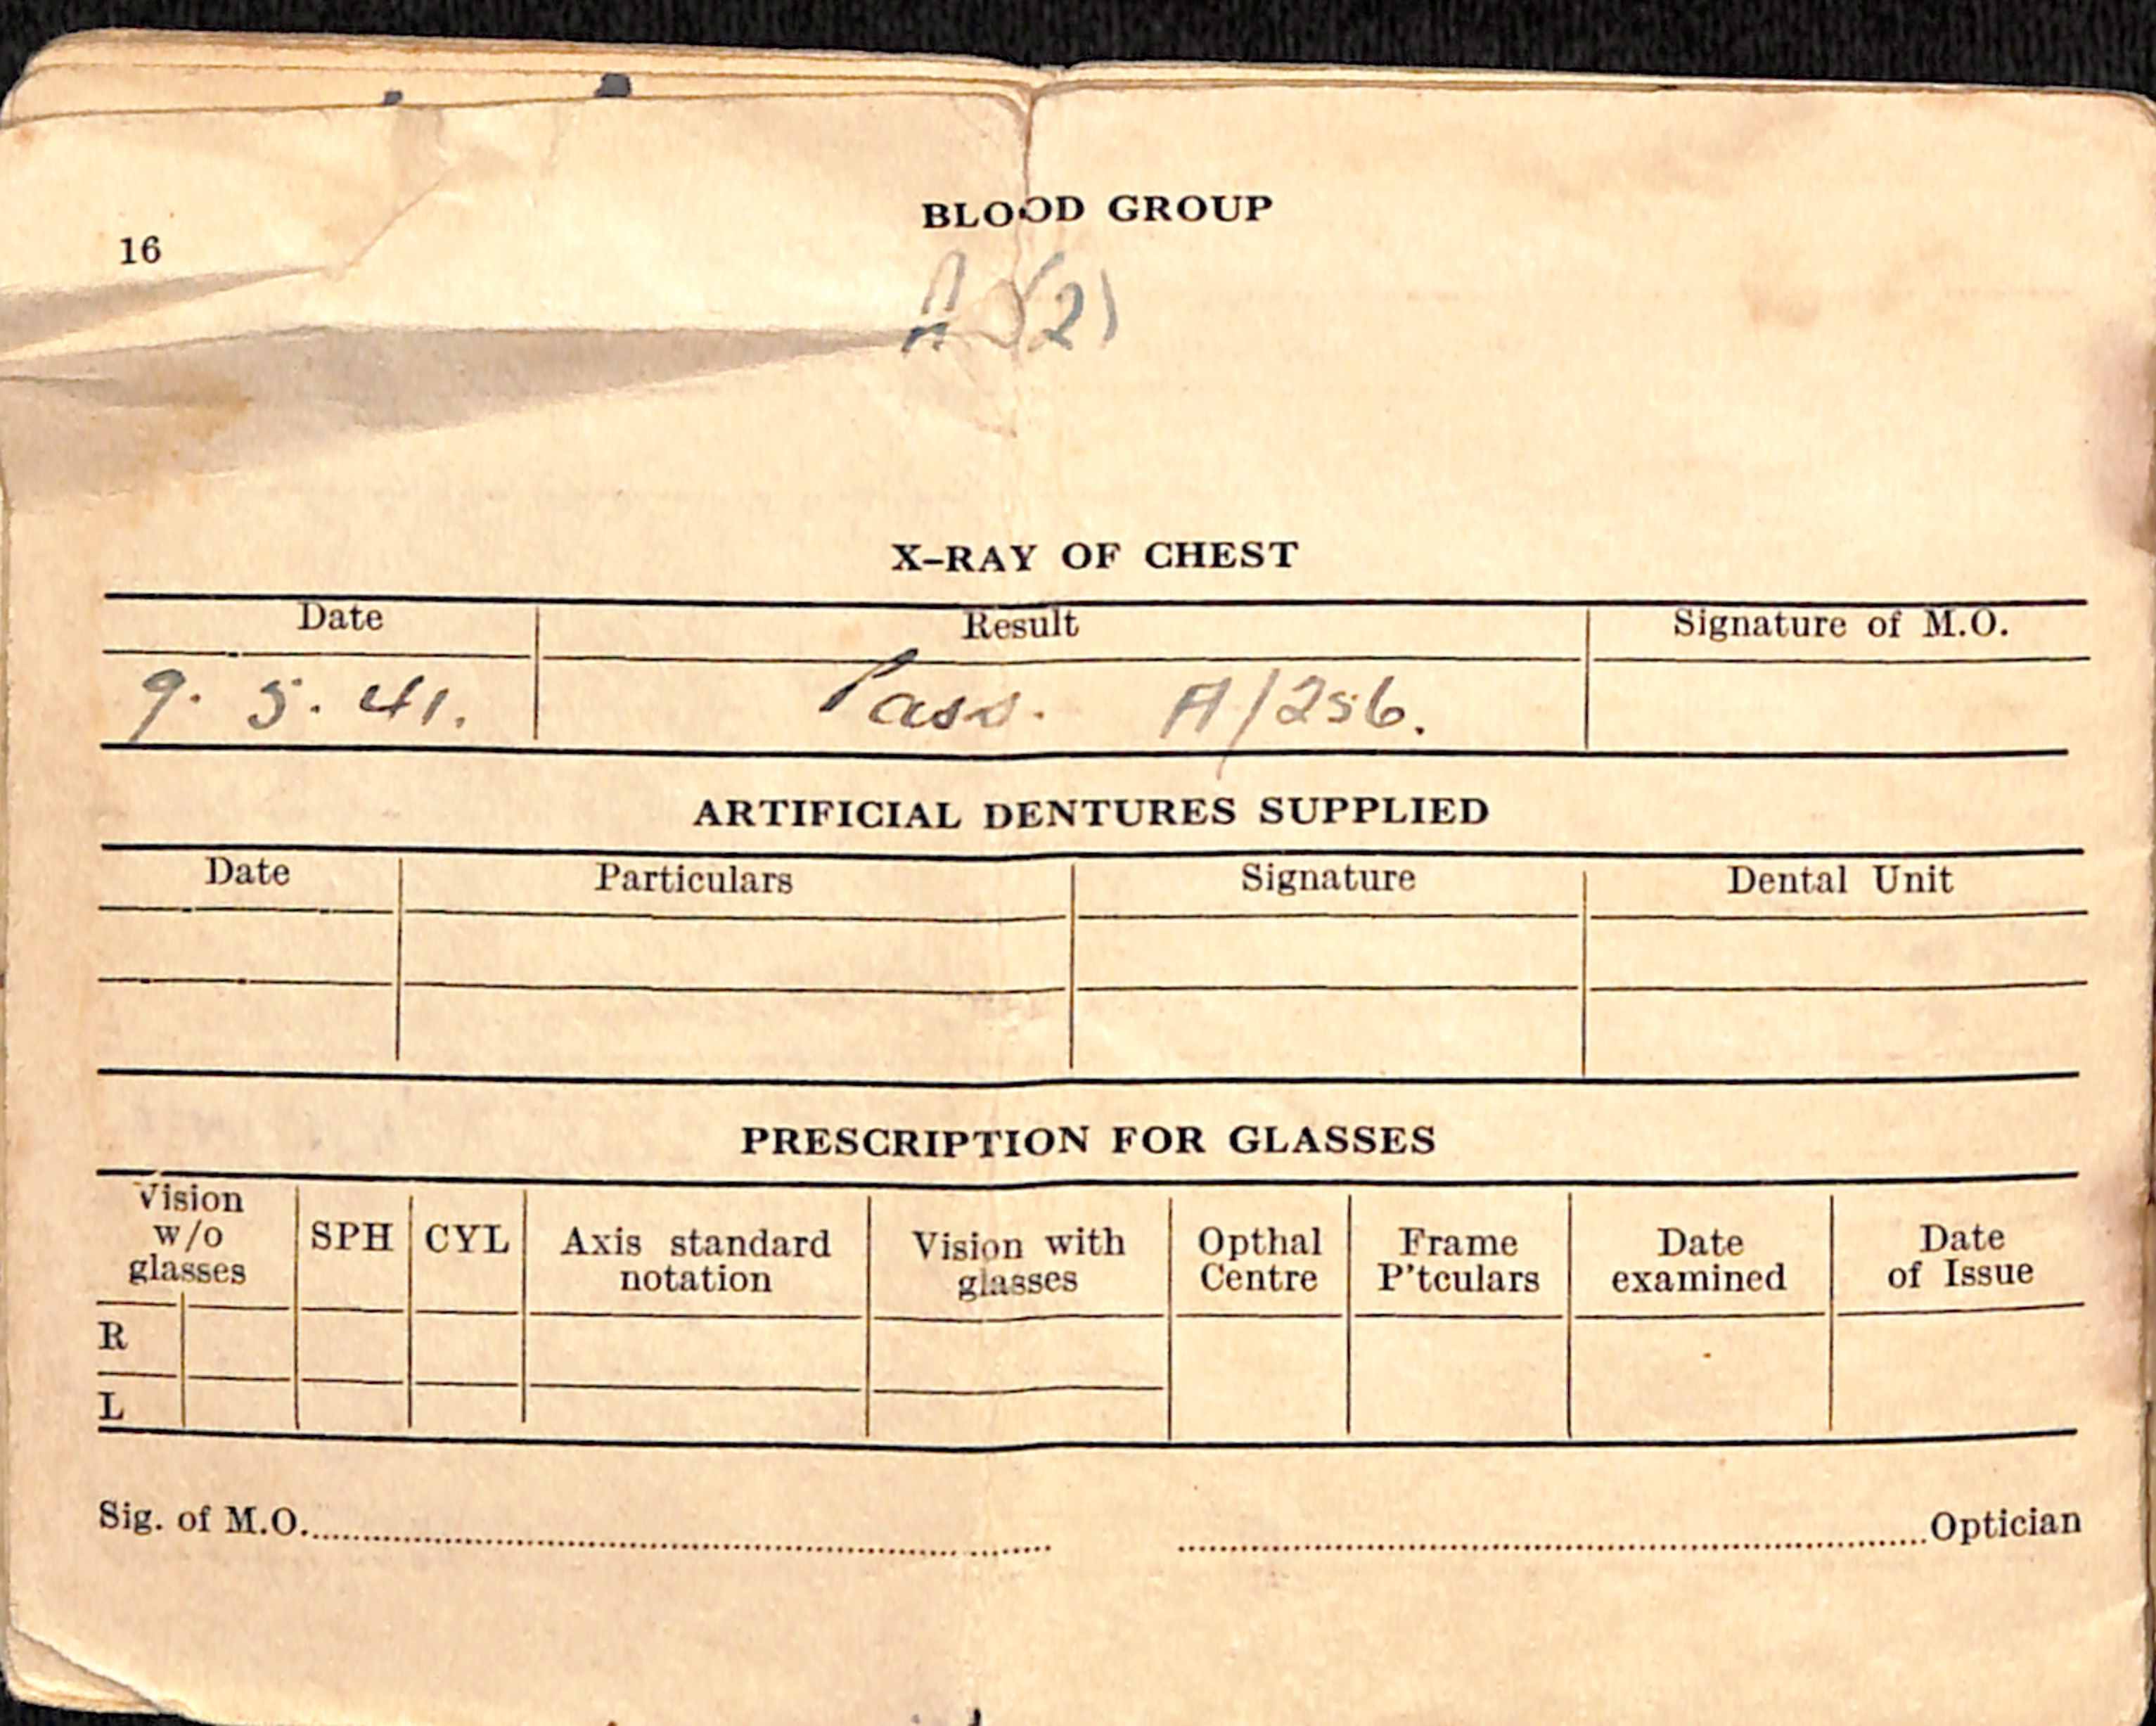 16
BLOOD GROUP
A (2)
X-RAY OF CHEST
Date Result Signature of M.O.
9. 5. 41. Pass. A/256.
ARTIFICIAL DENTURES SUPPLIED
Date Particulars Signature Dental Unit
PRESCRIPTION FOR GLASSES
Vision
w/o
glasses
SPH CYL
Axis standard
notation
Vision with
glasses
Opthal
Centre
Frame
P'tculars
Date
examined
Date
of Issue
R
L
Sig. of M.O. Optician